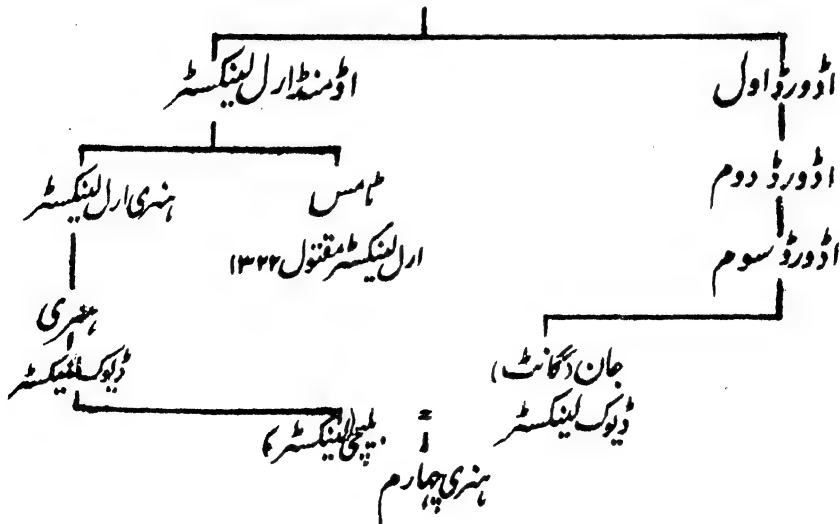 اڈورڈ اول
اڈمنڈ ارل لینکسٹر
اڈورڈ دوم
ٹامس
ہنری ارل لینکسٹر
اڈورڈ سوم
ارل لینکسٹر مقتول ۱۳۲۲
ہنری
ڈیوک لینکسٹر
جان (گانٹ)
ڈیوک لینکسٹر
=
بلیچی (لینکسٹر)
ہنری چہارم